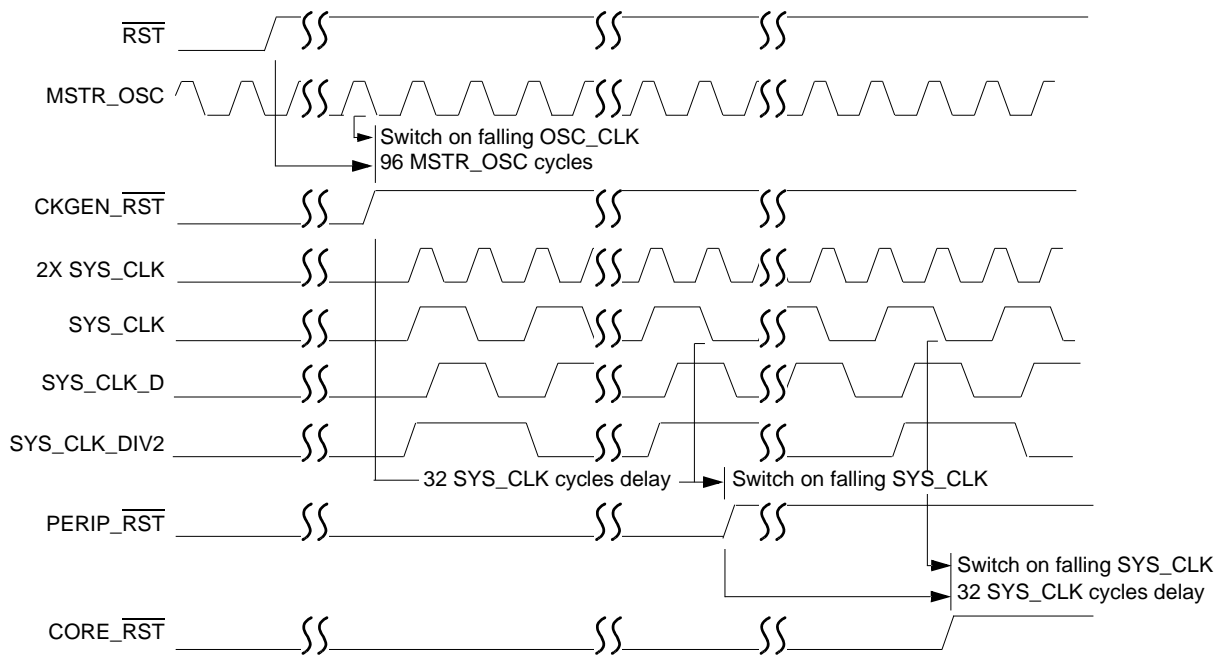 RST
MSTR_OSC
Switch on falling OSC_CLK
96 MSTR_OSC cycles
CKGEN_RST
2X SYS_CLK
SYS_CLK
SYS_CLK_D
SYS_CLK_DIV2
32 SYS_CLK cycles delay
Switch on falling SYS_CLK
PERIP_RST
Switch on falling SYS_CLK
32 SYS_CLK cycles delay
CORE_RST